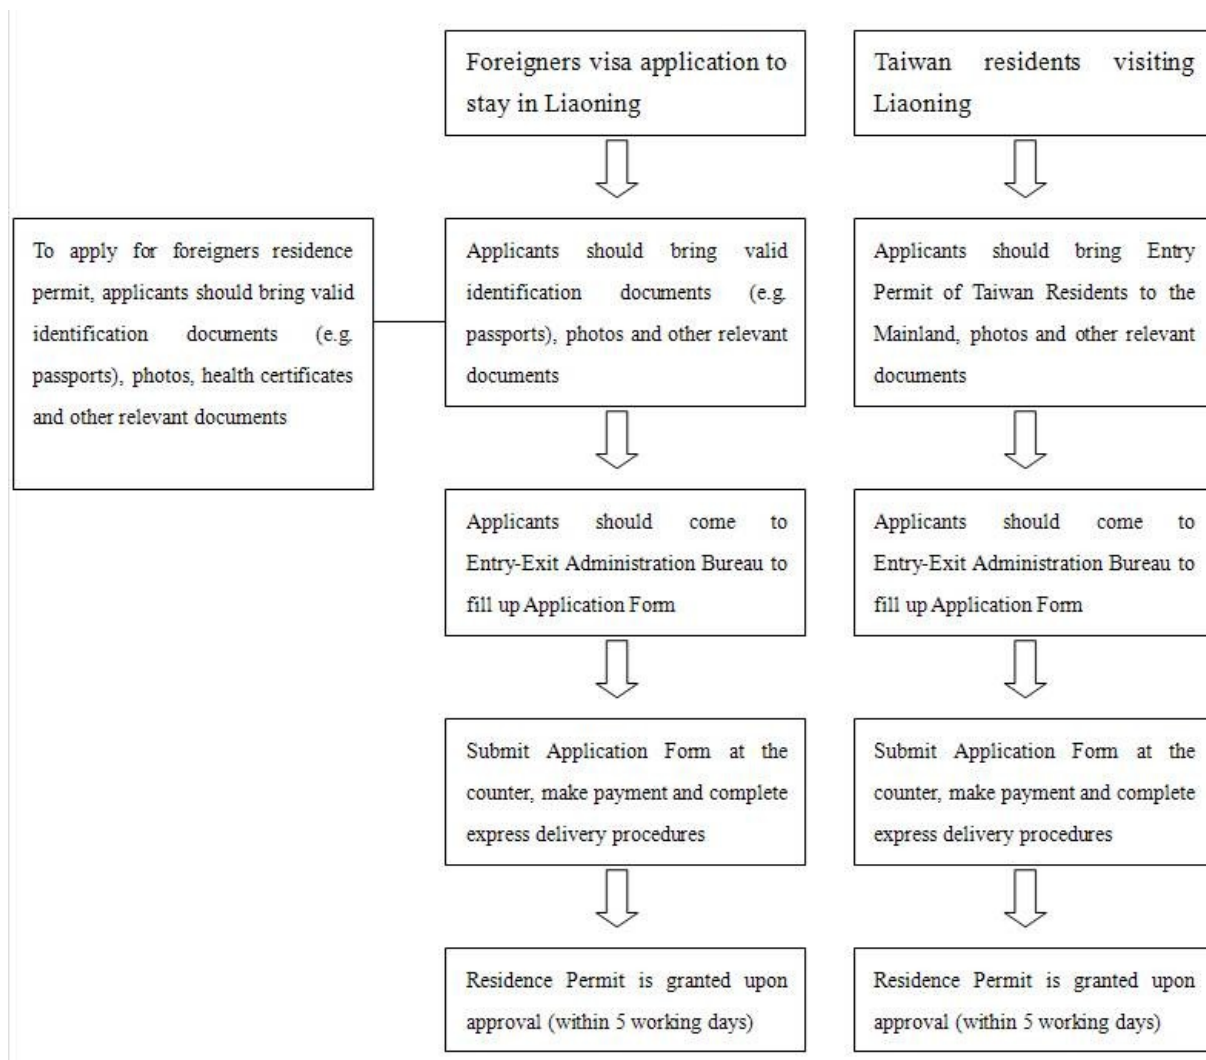 Foreigners visa application to
stay in Liaoning
Taiwan residents visiting
Liaoning
To apply for foreigners residence
permit, applicants should bring valid
identification documents (e.g.
passports), photos, health certificates
and other relevant documents
Applicants should bring valid
identification documents (e.g.
passports), photos and other relevant
documents
Applicants should bring Entry
Permit of Taiwan Residents to the
Mainland, photos and other relevant
documents
Applicants should come to
Entry-Exit Administration Bureau to
fill up Application Form
Applicants should come to
Entry-Exit Administration Bureau to
fill up Application Form
Submit Application Form at the
counter, make payment and complete
express delivery procedures
Submit Application Form at the
counter, make payment and complete
express delivery procedures
Residence Permit is granted upon
approval (within 5 working days)
Residence Permit is granted upon
approval (within 5 working days)